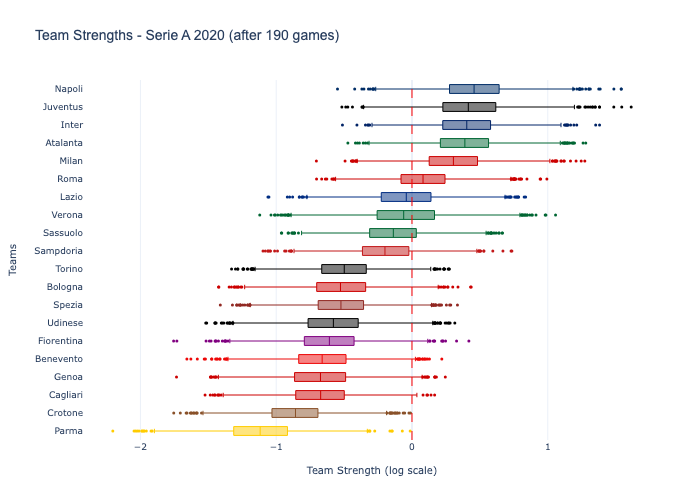 Team Strengths - Serie A 2020 (after 190 games)
Napoli
Juventus
Inter
Atalanta
Milan
Roma
Lazio
Verona
Sassuolo
Sampdoria
Torino
Bologna
Spezia
Udinese
Fiorentina
Benevento
Genoa
Cagliari
Crotone
Parma
Teams
−2
−1
0
1
Team Strength (log scale)